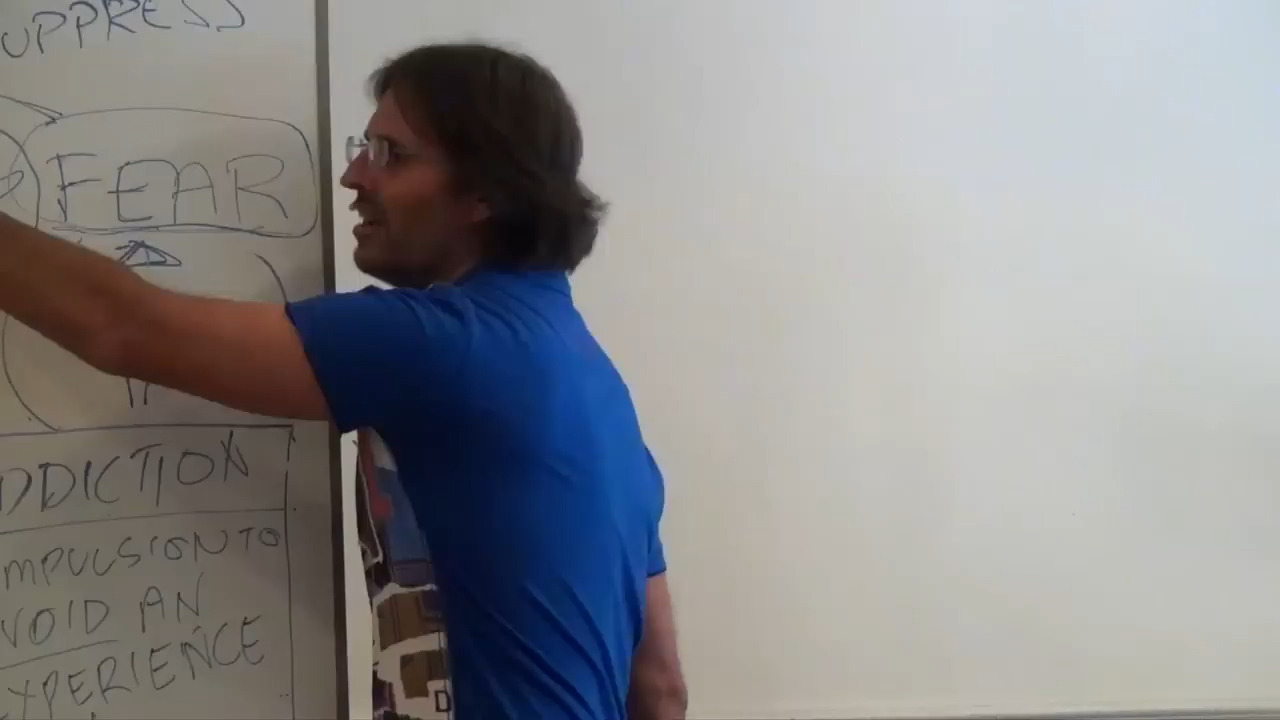 UPPRESS
FEAR
DDICTION
MPULSION TO
VOID AN
XPERIENCE
D